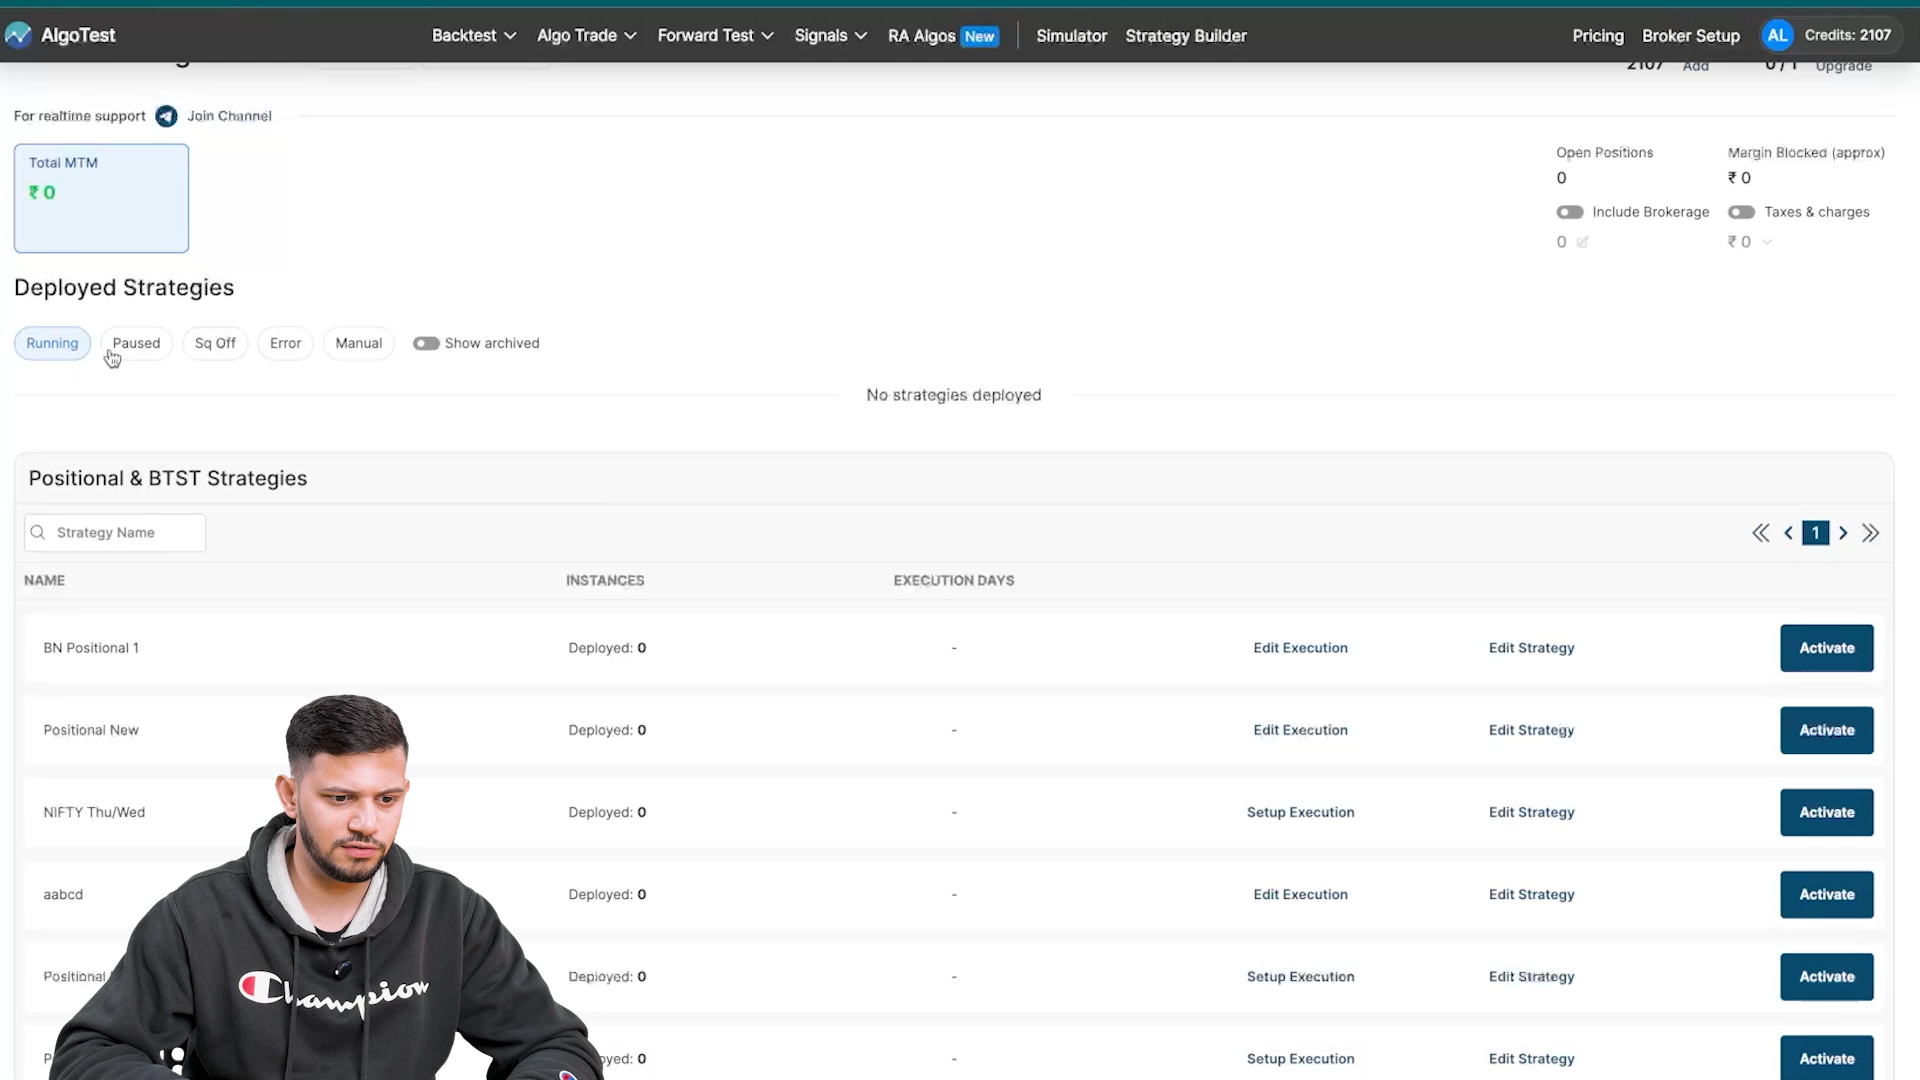 AlgoTest
Backtest
Algo Trade
Forward Test
Signals
RA Algos New
Simulator
Strategy Builder
Pricing
Broker Setup
AL
Credits: 2107
2107 Add
0 / 1 Upgrade
For realtime support Join Channel
Total MTM
₹ 0
Open Positions
0
Margin Blocked (approx)
₹ 0
Include Brokerage
0
Taxes & charges
₹ 0
Deployed Strategies
Running
Paused
Sq Off
Error
Manual
Show archived
No strategies deployed
Positional & BTST Strategies
Strategy Name
1
NAME INSTANCES EXECUTION DAYS
BN Positional 1 Deployed: 0 - Edit Execution Edit Strategy Activate
Positional New Deployed: 0 - Edit Execution Edit Strategy Activate
NIFTY Thu/Wed Deployed: 0 - Setup Execution Edit Strategy Activate
aabcd Deployed: 0 - Edit Execution Edit Strategy Activate
Positional Deployed: 0 - Setup Execution Edit Strategy Activate
0 - Setup Execution Edit Strategy Activate
Champion